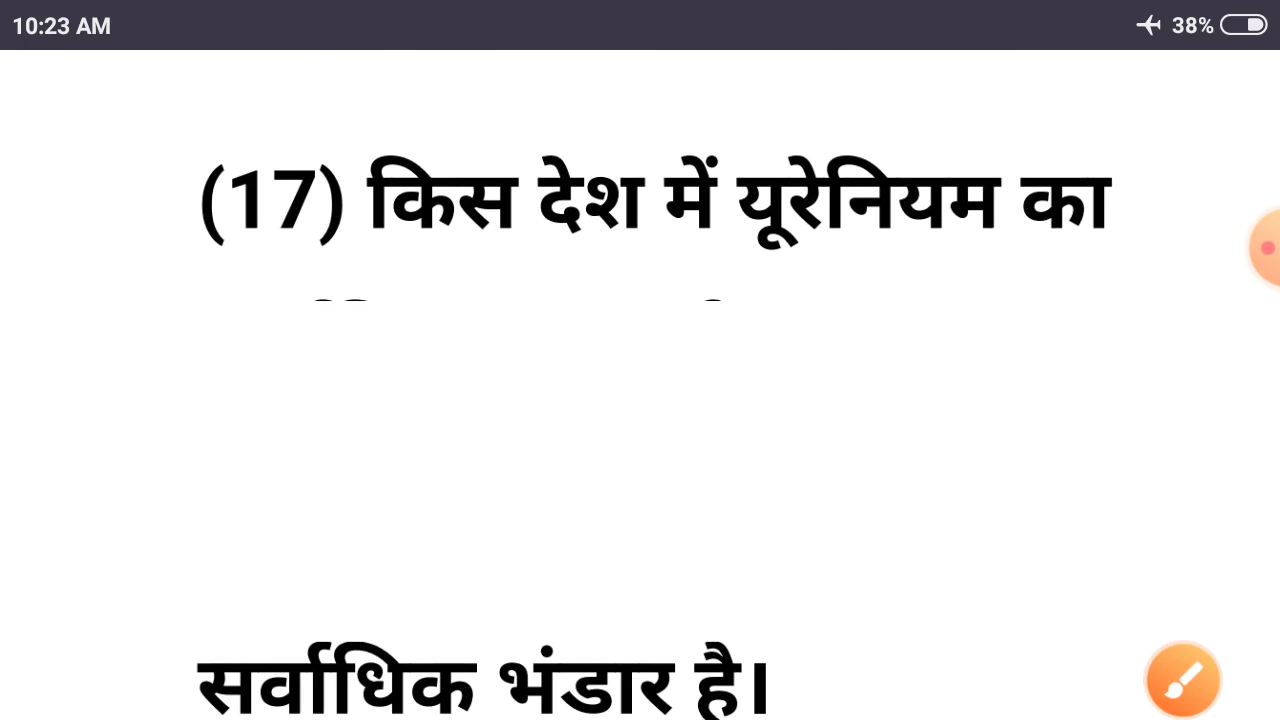 10:23 AM
38%
(17) किस देश में यूरेनियम का
सर्वाधिक भंडार है।